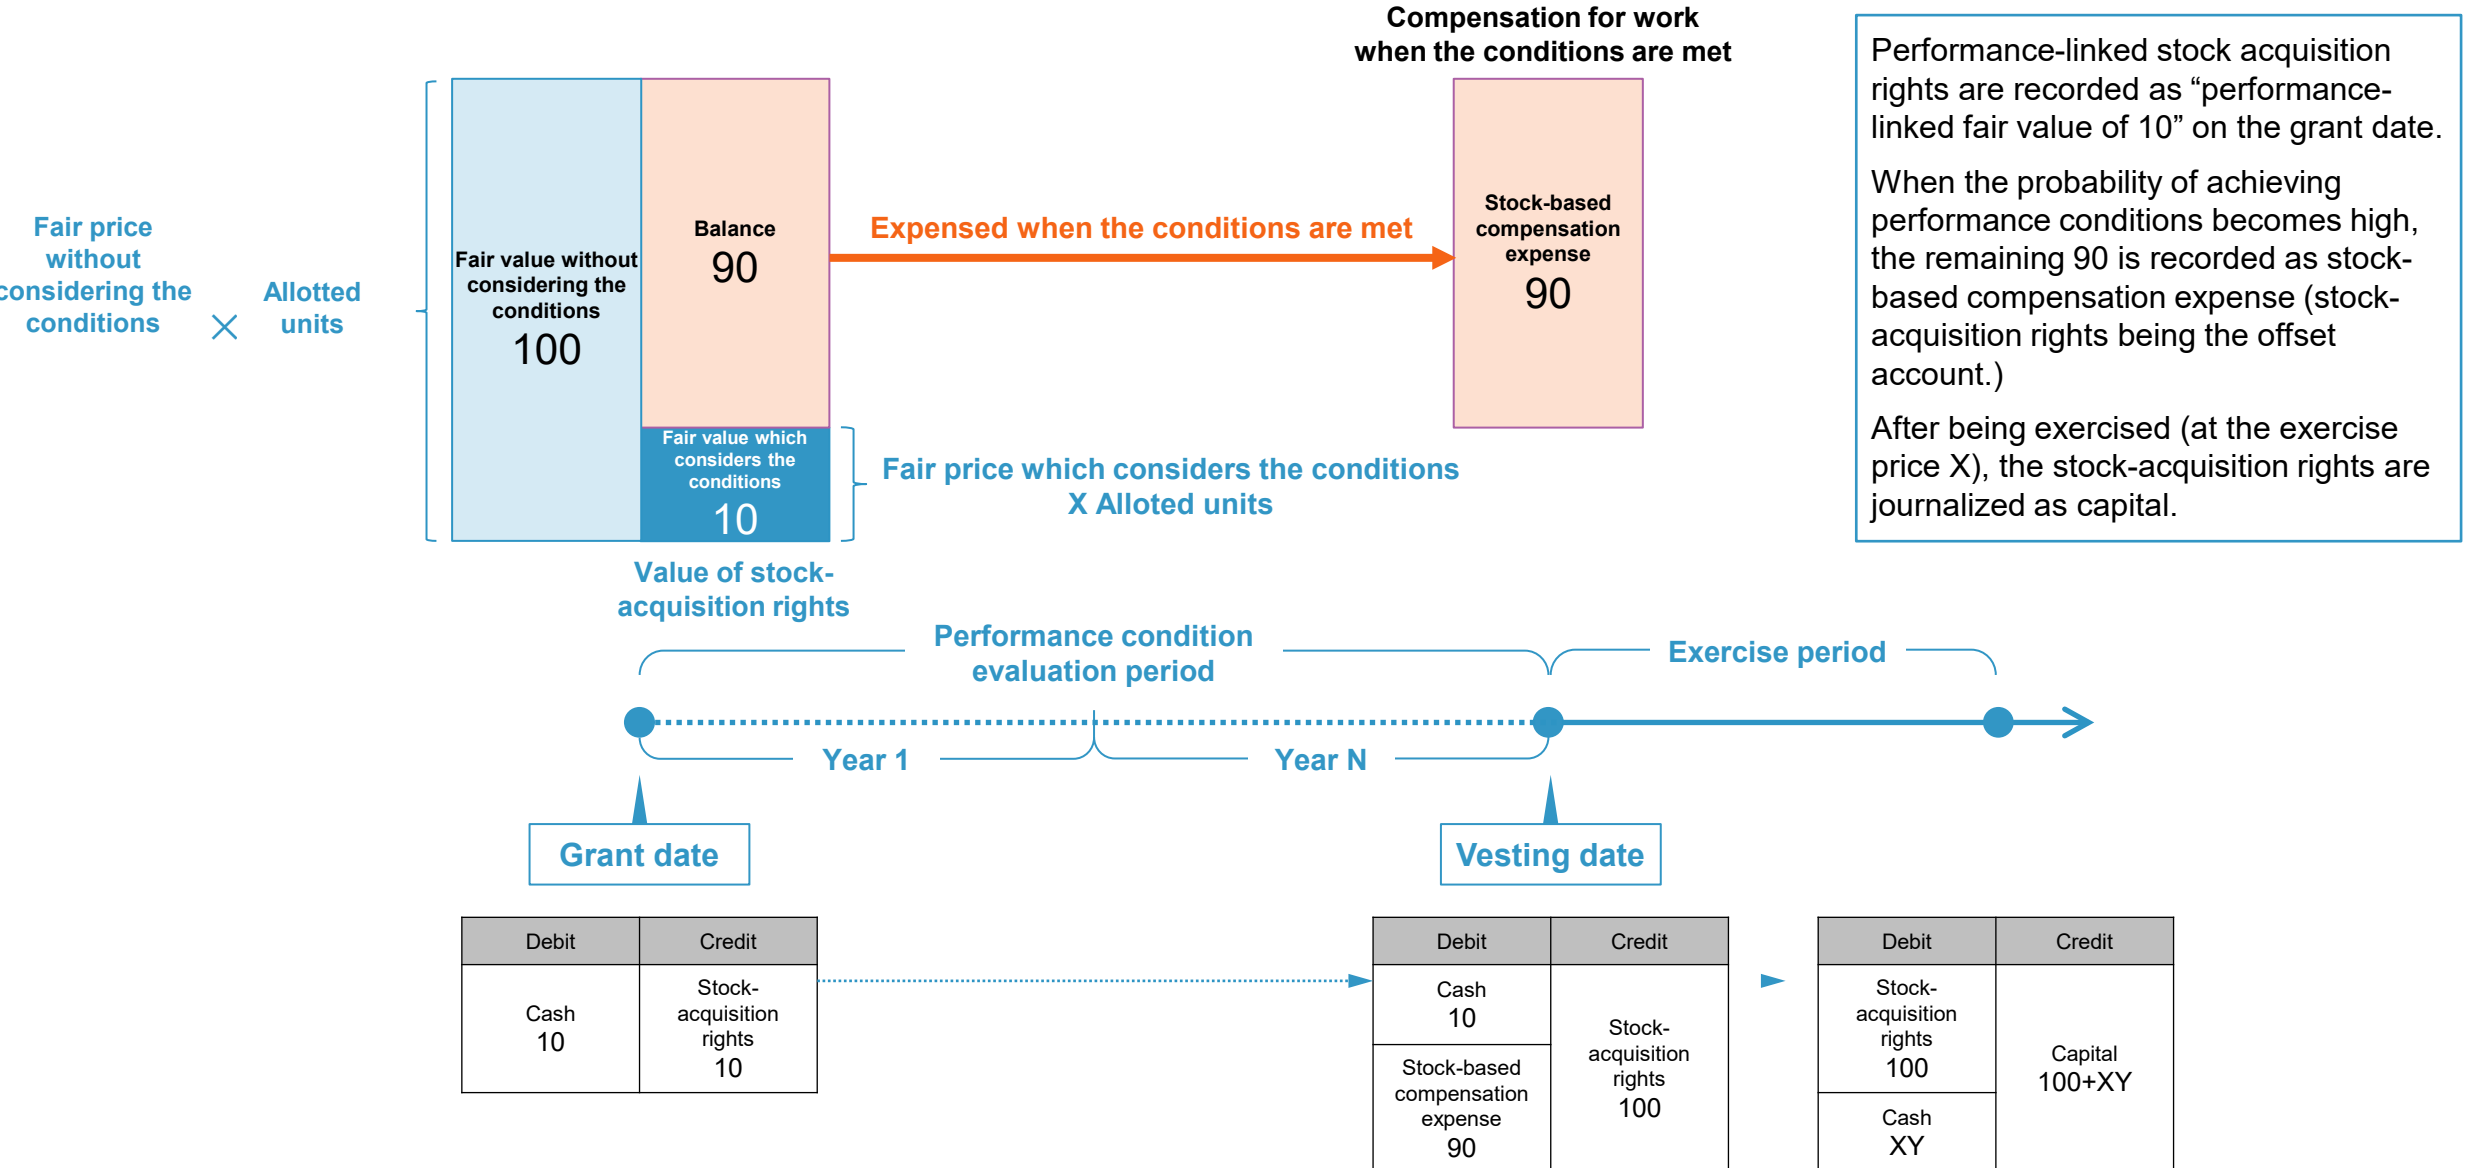 Compensation for work
when the conditions are met
Performance-linked stock acquisition
rights are recorded as “performance-
linked fair value of 10” on the grant date.
When the probability of achieving
performance conditions becomes high,
the remaining 90 is recorded as stock-
based compensation expense (stock-
acquisition rights being the offset
account.)
After being exercised (at the exercise
price X), the stock-acquisition rights are
journalized as capital.
Fair price
without
considering the
conditions
×
Allotted
units
Fair value without
considering the
conditions
100
Balance
90
Expensed when the conditions are met
Stock-based
compensation
expense
90
Fair value which
considers the
conditions
10
Fair price which considers the conditions
X Alloted units
Value of stock-
acquisition rights
Performance condition
evaluation period
Exercise period
Year 1
Year N
Grant date
Vesting date
Debit
Credit
Cash
10
Stock-
acquisition
rights
10
Debit
Credit
Cash
10
Stock-based
compensation
expense
90
Stock-
acquisition
rights
100
Debit
Credit
Stock-
acquisition
rights
100
Cash
XY
Capital
100+XY